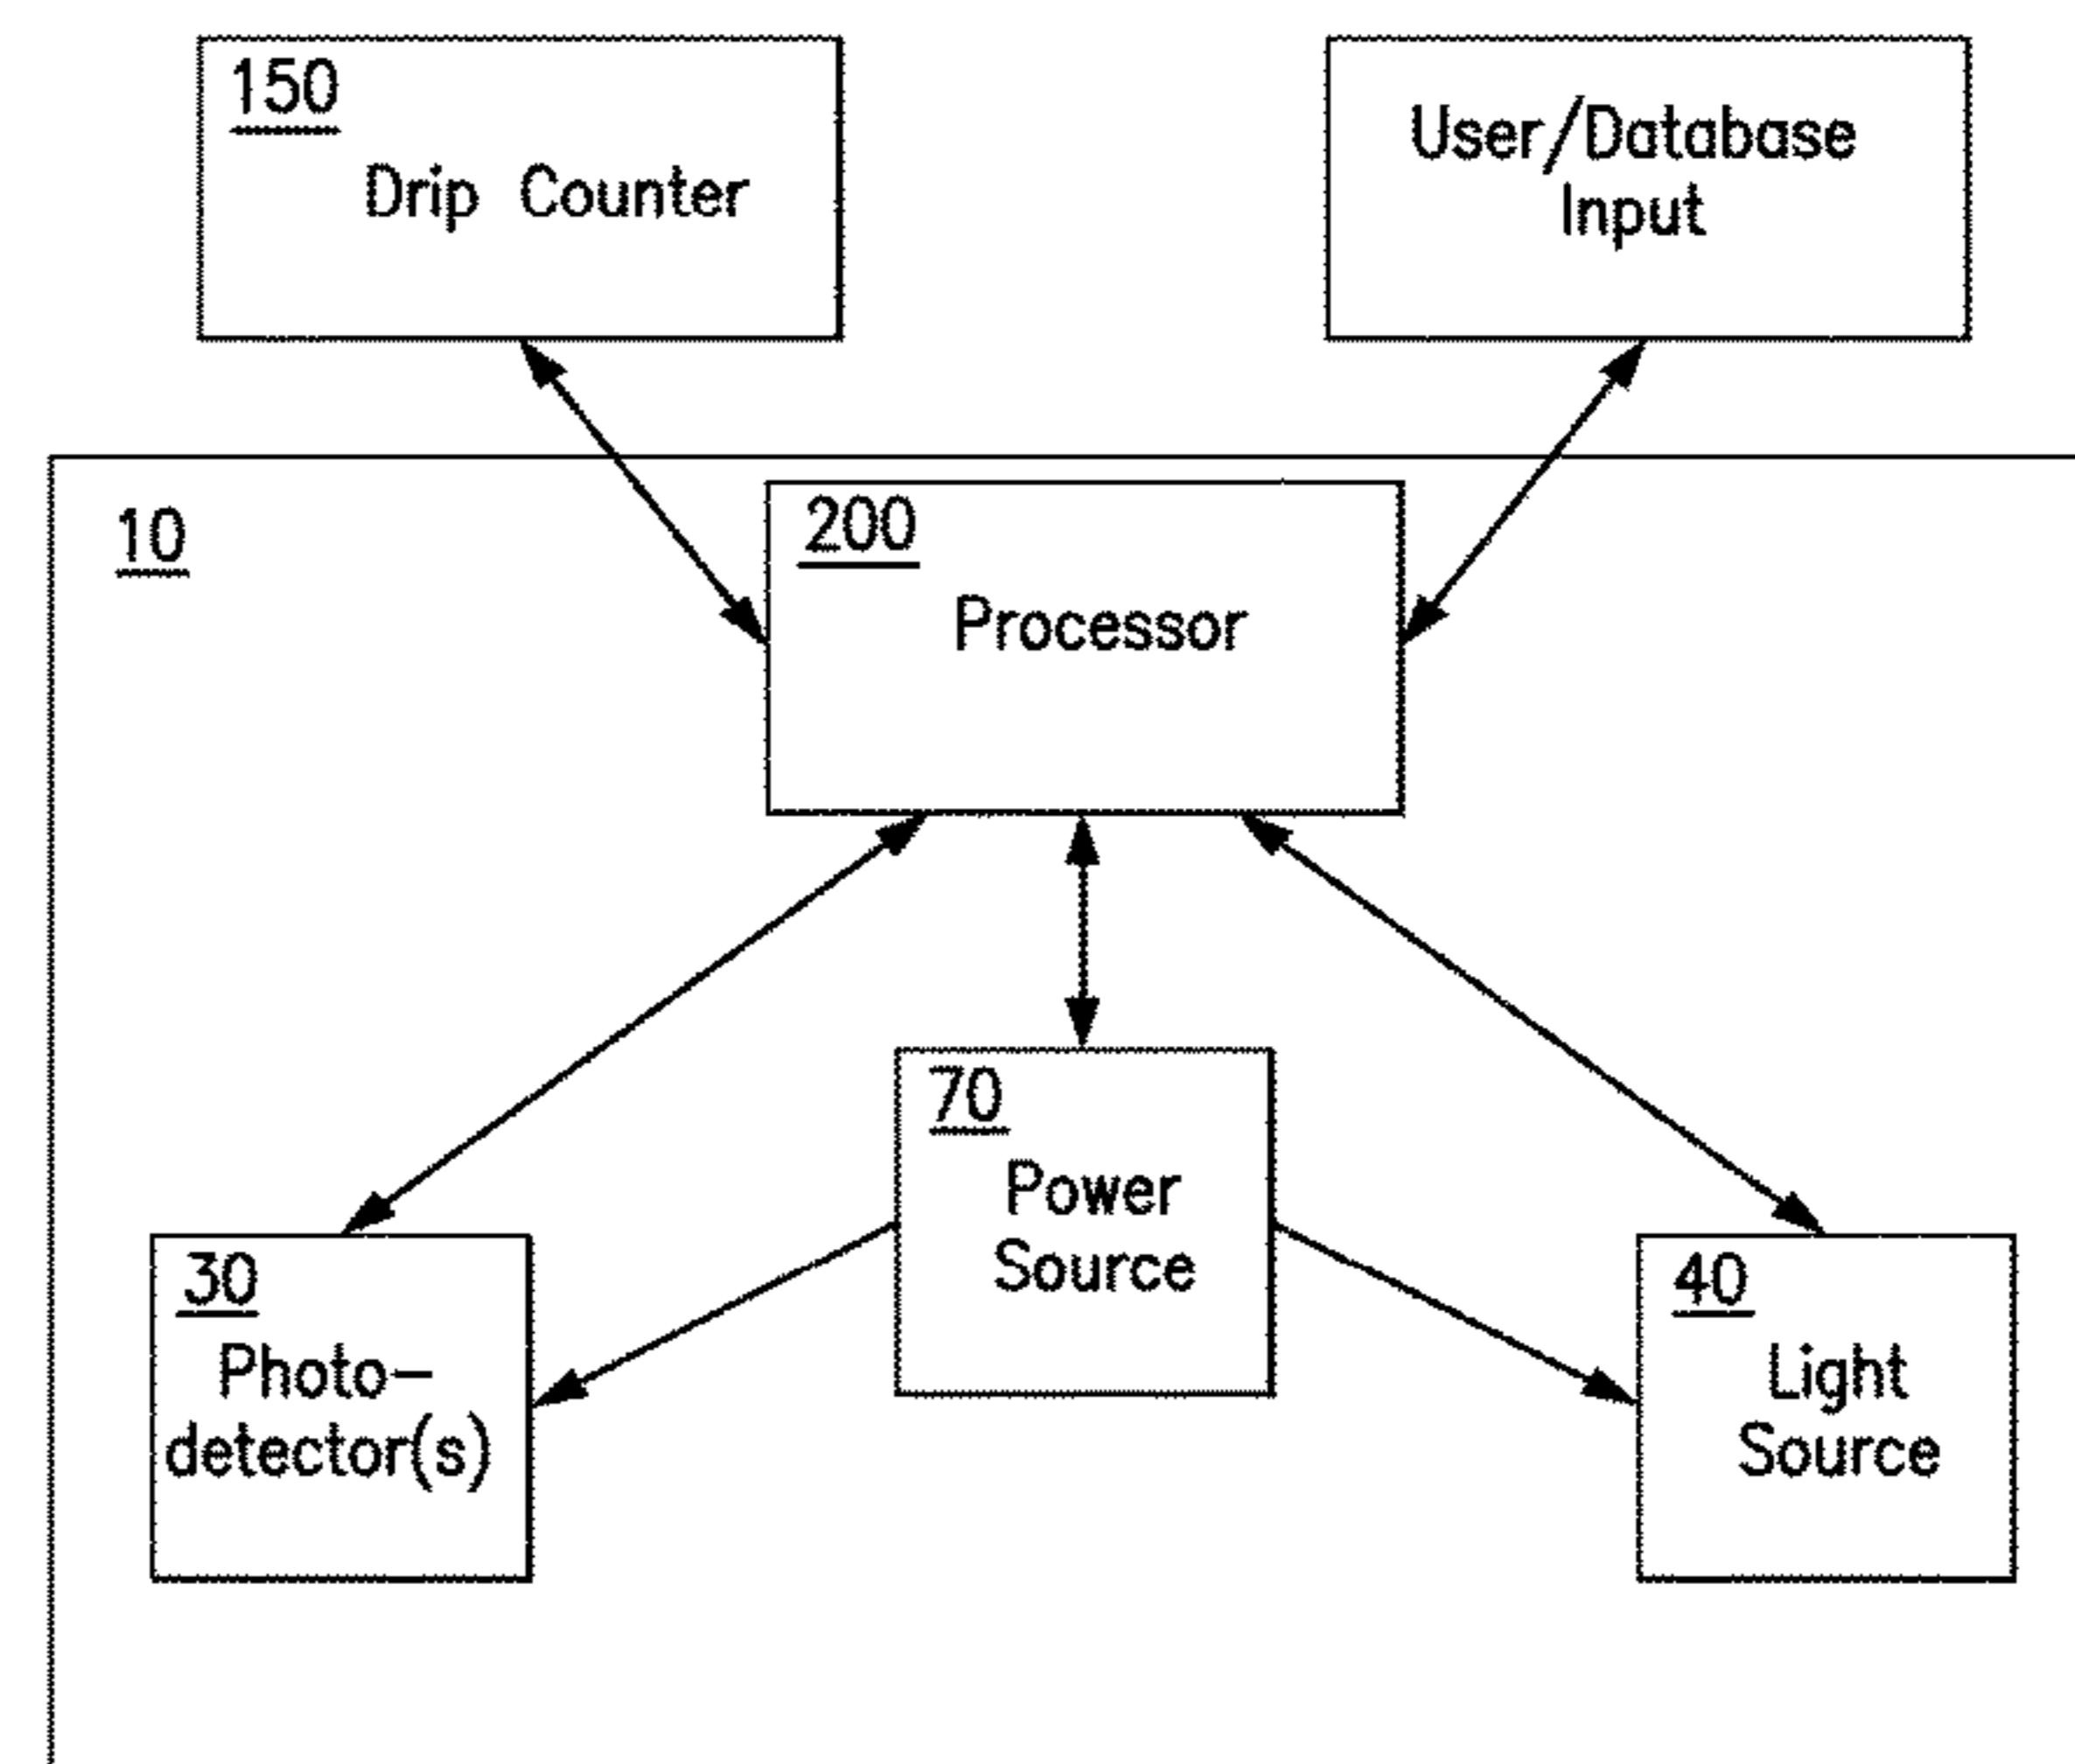 150
Drip Counter
User/Database
Input
10
200
Processor
70
Power
Source
30
Photo-
detector(s)
40
Light
Source